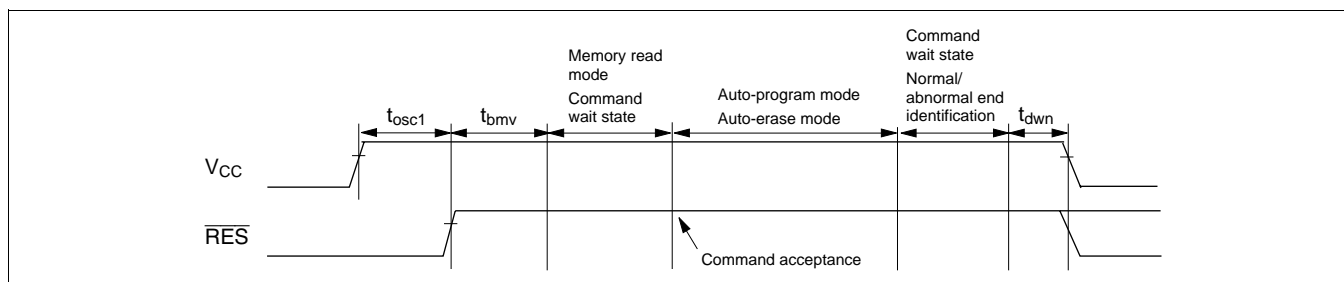 Memory read
mode
Command
wait state
Auto-program mode
Auto-erase mode
Command
wait state
Normal/
abnormal end
identification
tosc1
tbmv
tdwn
VCC
RES
Command acceptance